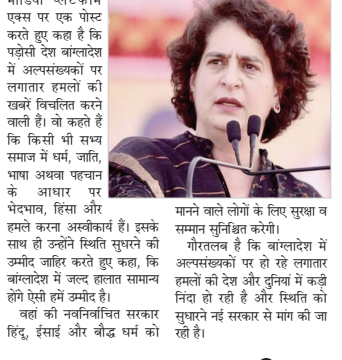 मीडिया प्लेटफॉर्म
एक्स पर एक पोस्ट
करते हुए कहा है कि
पड़ोसी देश बांग्लादेश
में अल्पसंख्यकों पर
लगातार हमलों की
खबरें विचलित करने
वाली हैं। वो कहते हैं
कि किसी भी सभ्य
समाज में धर्म, जाति,
भाषा अथवा पहचान
के आधार पर
भेदभाव, हिंसा और
हमले करना अस्वीकार्य हैं। इसके
साथ ही उन्होंने स्थिति सुधरने की
उम्मीद जाहिर करते हुए कहा, कि
बांग्लादेश में जल्द हालात सामान्य
होंगे ऐसी हमें उम्मीद है।
वहां की नवनिर्वाचित सरकार
हिंदू, ईसाई और बौद्ध धर्म को
मानने वाले लोगों के लिए सुरक्षा व
सम्मान सुनिश्चित करेगी।
गौरतलब है कि बांग्लादेश में
अल्पसंख्यकों पर हो रहे लगातार
हमलों की देश और दुनियां में कड़ी
निंदा हो रही है और स्थिति को
सुधारने नई सरकार से मांग की जा
रही है।